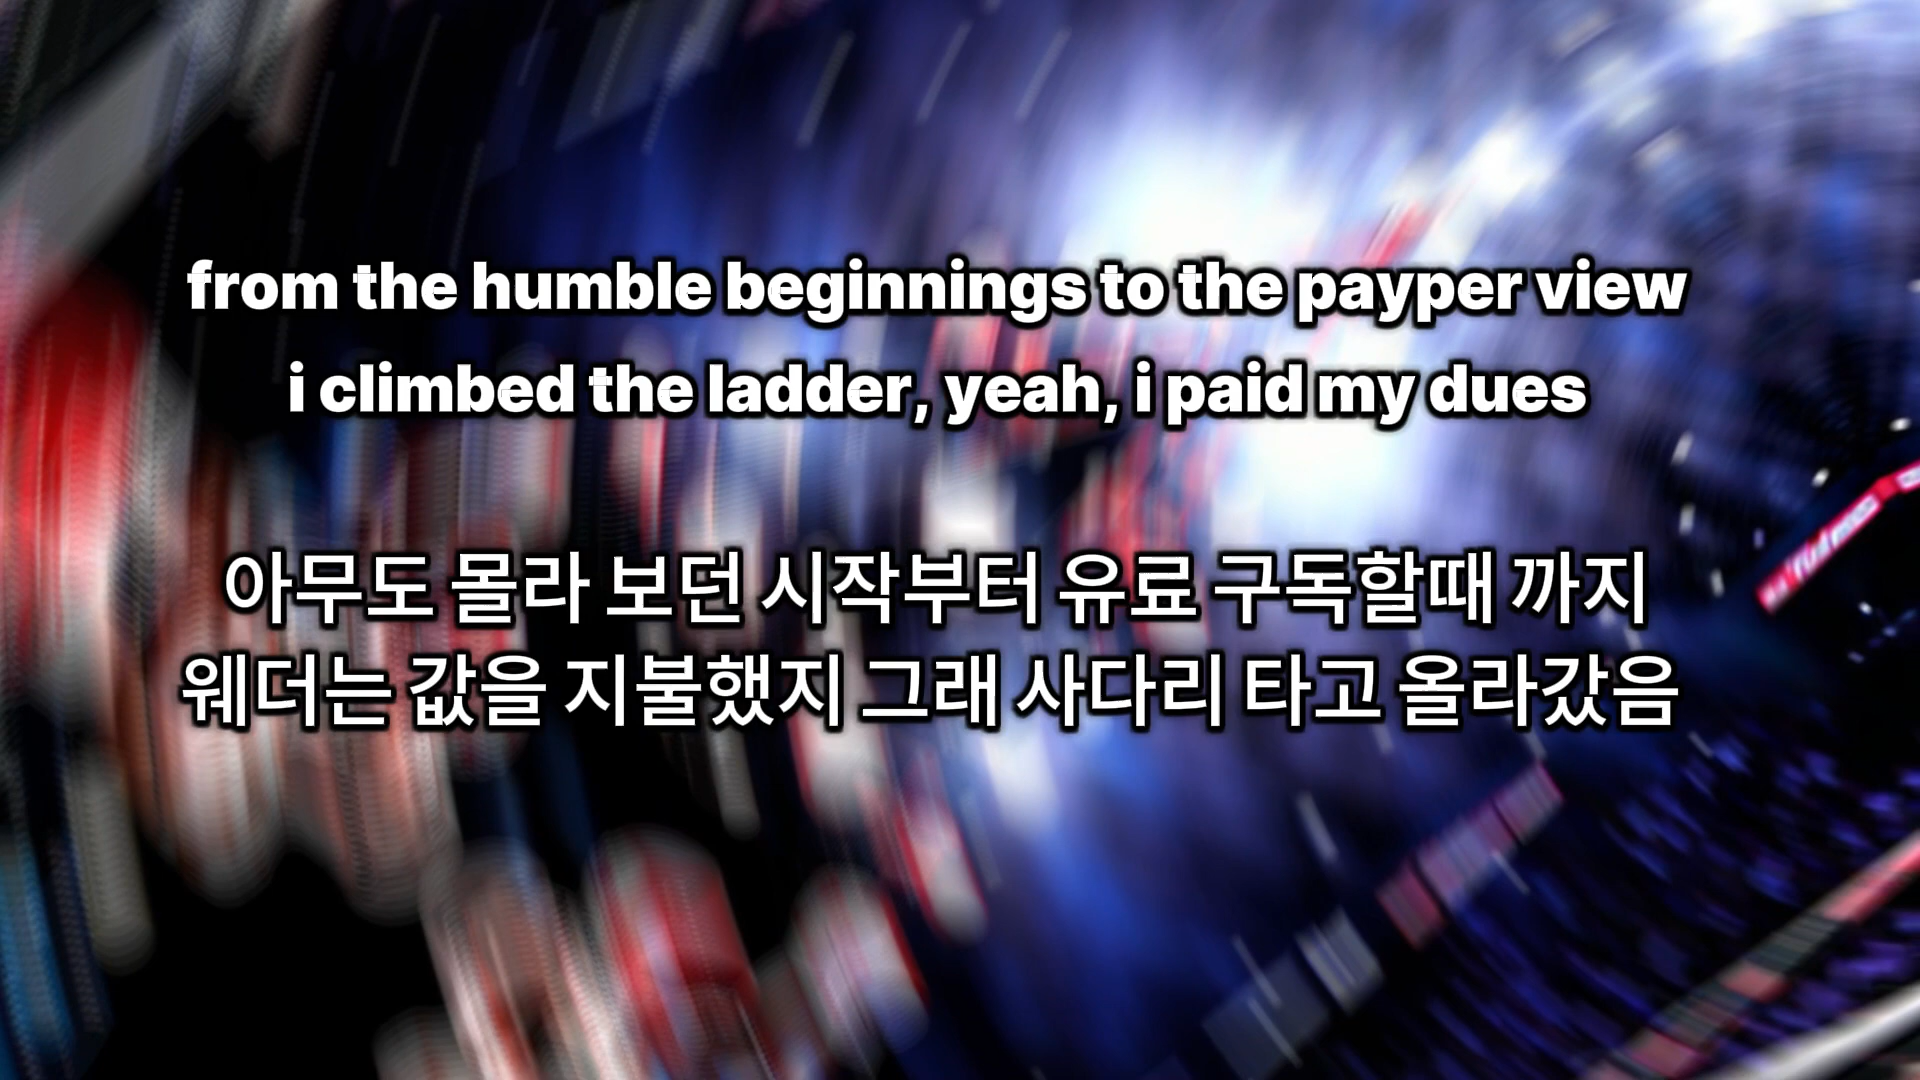 from the humble beginnings to the payper view
i climbed the ladder, yeah, i paid my dues
아무도 몰라 보던 시작부터 유료 구독할때 까지
웨더는 값을 지불했지 그래 사다리 타고 올라갔음